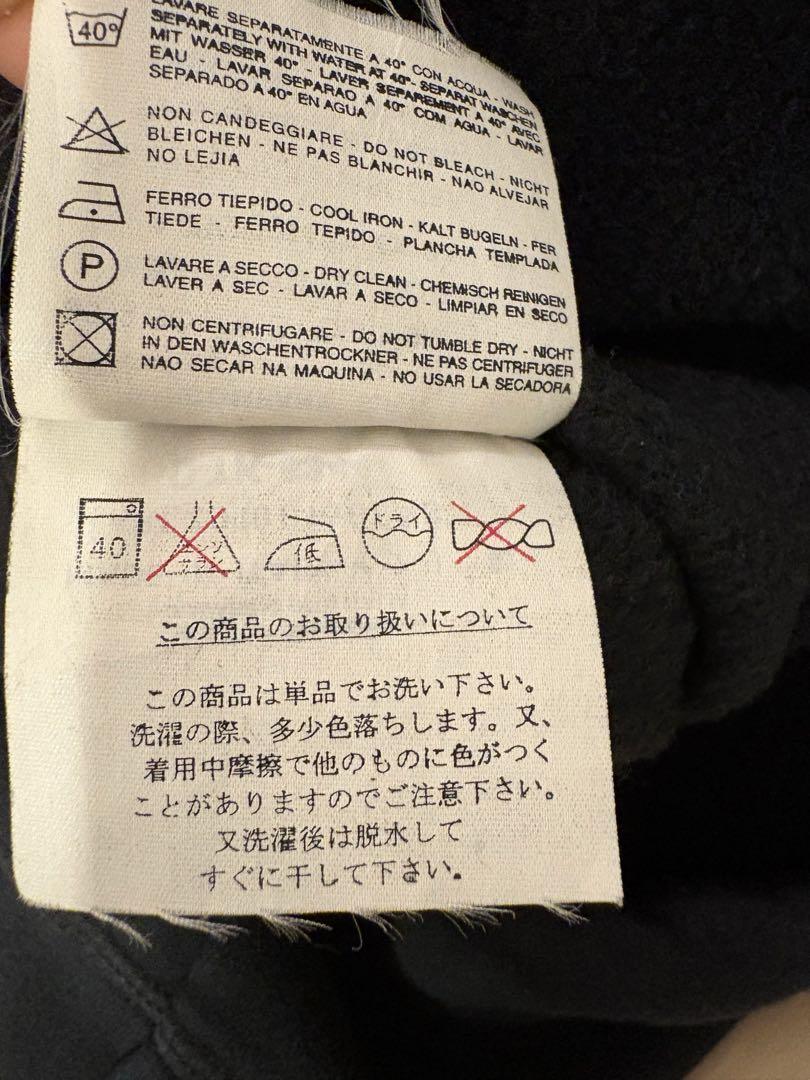 40°
LAVARE SEPARATAMENTE A 40° CON ACQUA - WASH
SEPARATELY WITH WATER AT 40° - SEPARAT WASCHEN
MIT WASSER 40° - LAVER SEPAREMENT A 40° AVEC
EAU - LAVAR SEPARAO A 40° COM AGUA - LAVAR
SEPARADO A 40° EN AGUA
NON CANDEGGIARE - DO NOT BLEACH - NICHT
BLEICHEN - NE PAS BLANCHIR - NAO ALVEJAR
NO LEJIA
FERRO TIEPIDO - COOL IRON - KALT BUGELN - FER
TIEDE - FERRO TEPIDO - PLANCHA TEMPLADA
P
LAVARE A SECCO - DRY CLEAN - CHEMISCH REINIGEN
LAVER A SEC - LAVAR A SECO - LIMPIAR EN SECO
NON CENTRIFUGARE - DO NOT TUMBLE DRY - NICHT
IN DEN WASCHENTROCKNER - NE PAS CENTRIFUGER
NAO SECAR NA MAQUINA - NO USAR LA SECADORA
40
サラシ
低
ドライ
この商品のお取り扱いについて
この商品は単品でお洗い下さい。
洗濯の際、多少色落ちします。又、
着用中摩擦で他のものに色がつく
ことがありますのでご注意下さい。
又洗濯後は脱水して
すぐに干して下さい。